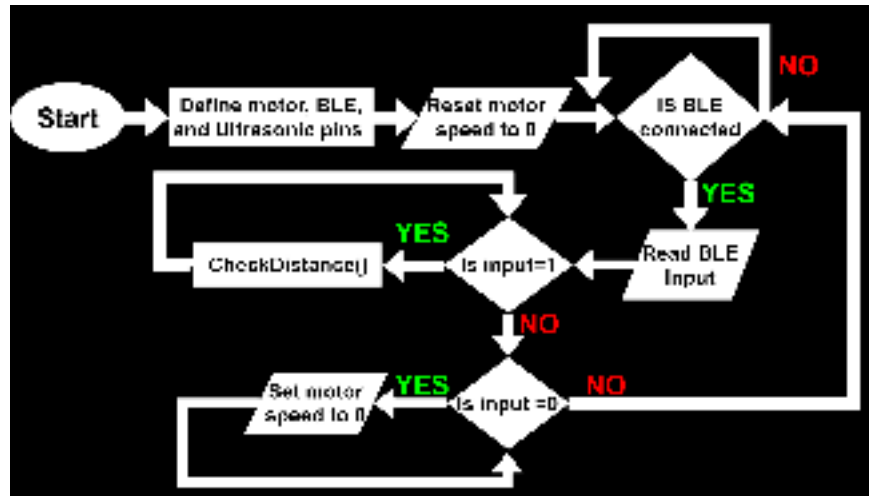 Start
Define motor, BLE,
and Ultrasonic pins
Reset motor
speed to 0
IS BLE
connected
NO
YES
Read BLE
Input
Is input=1
YES
CheckDistance()
NO
Is input =0
YES
Set motor
speed to 0
NO